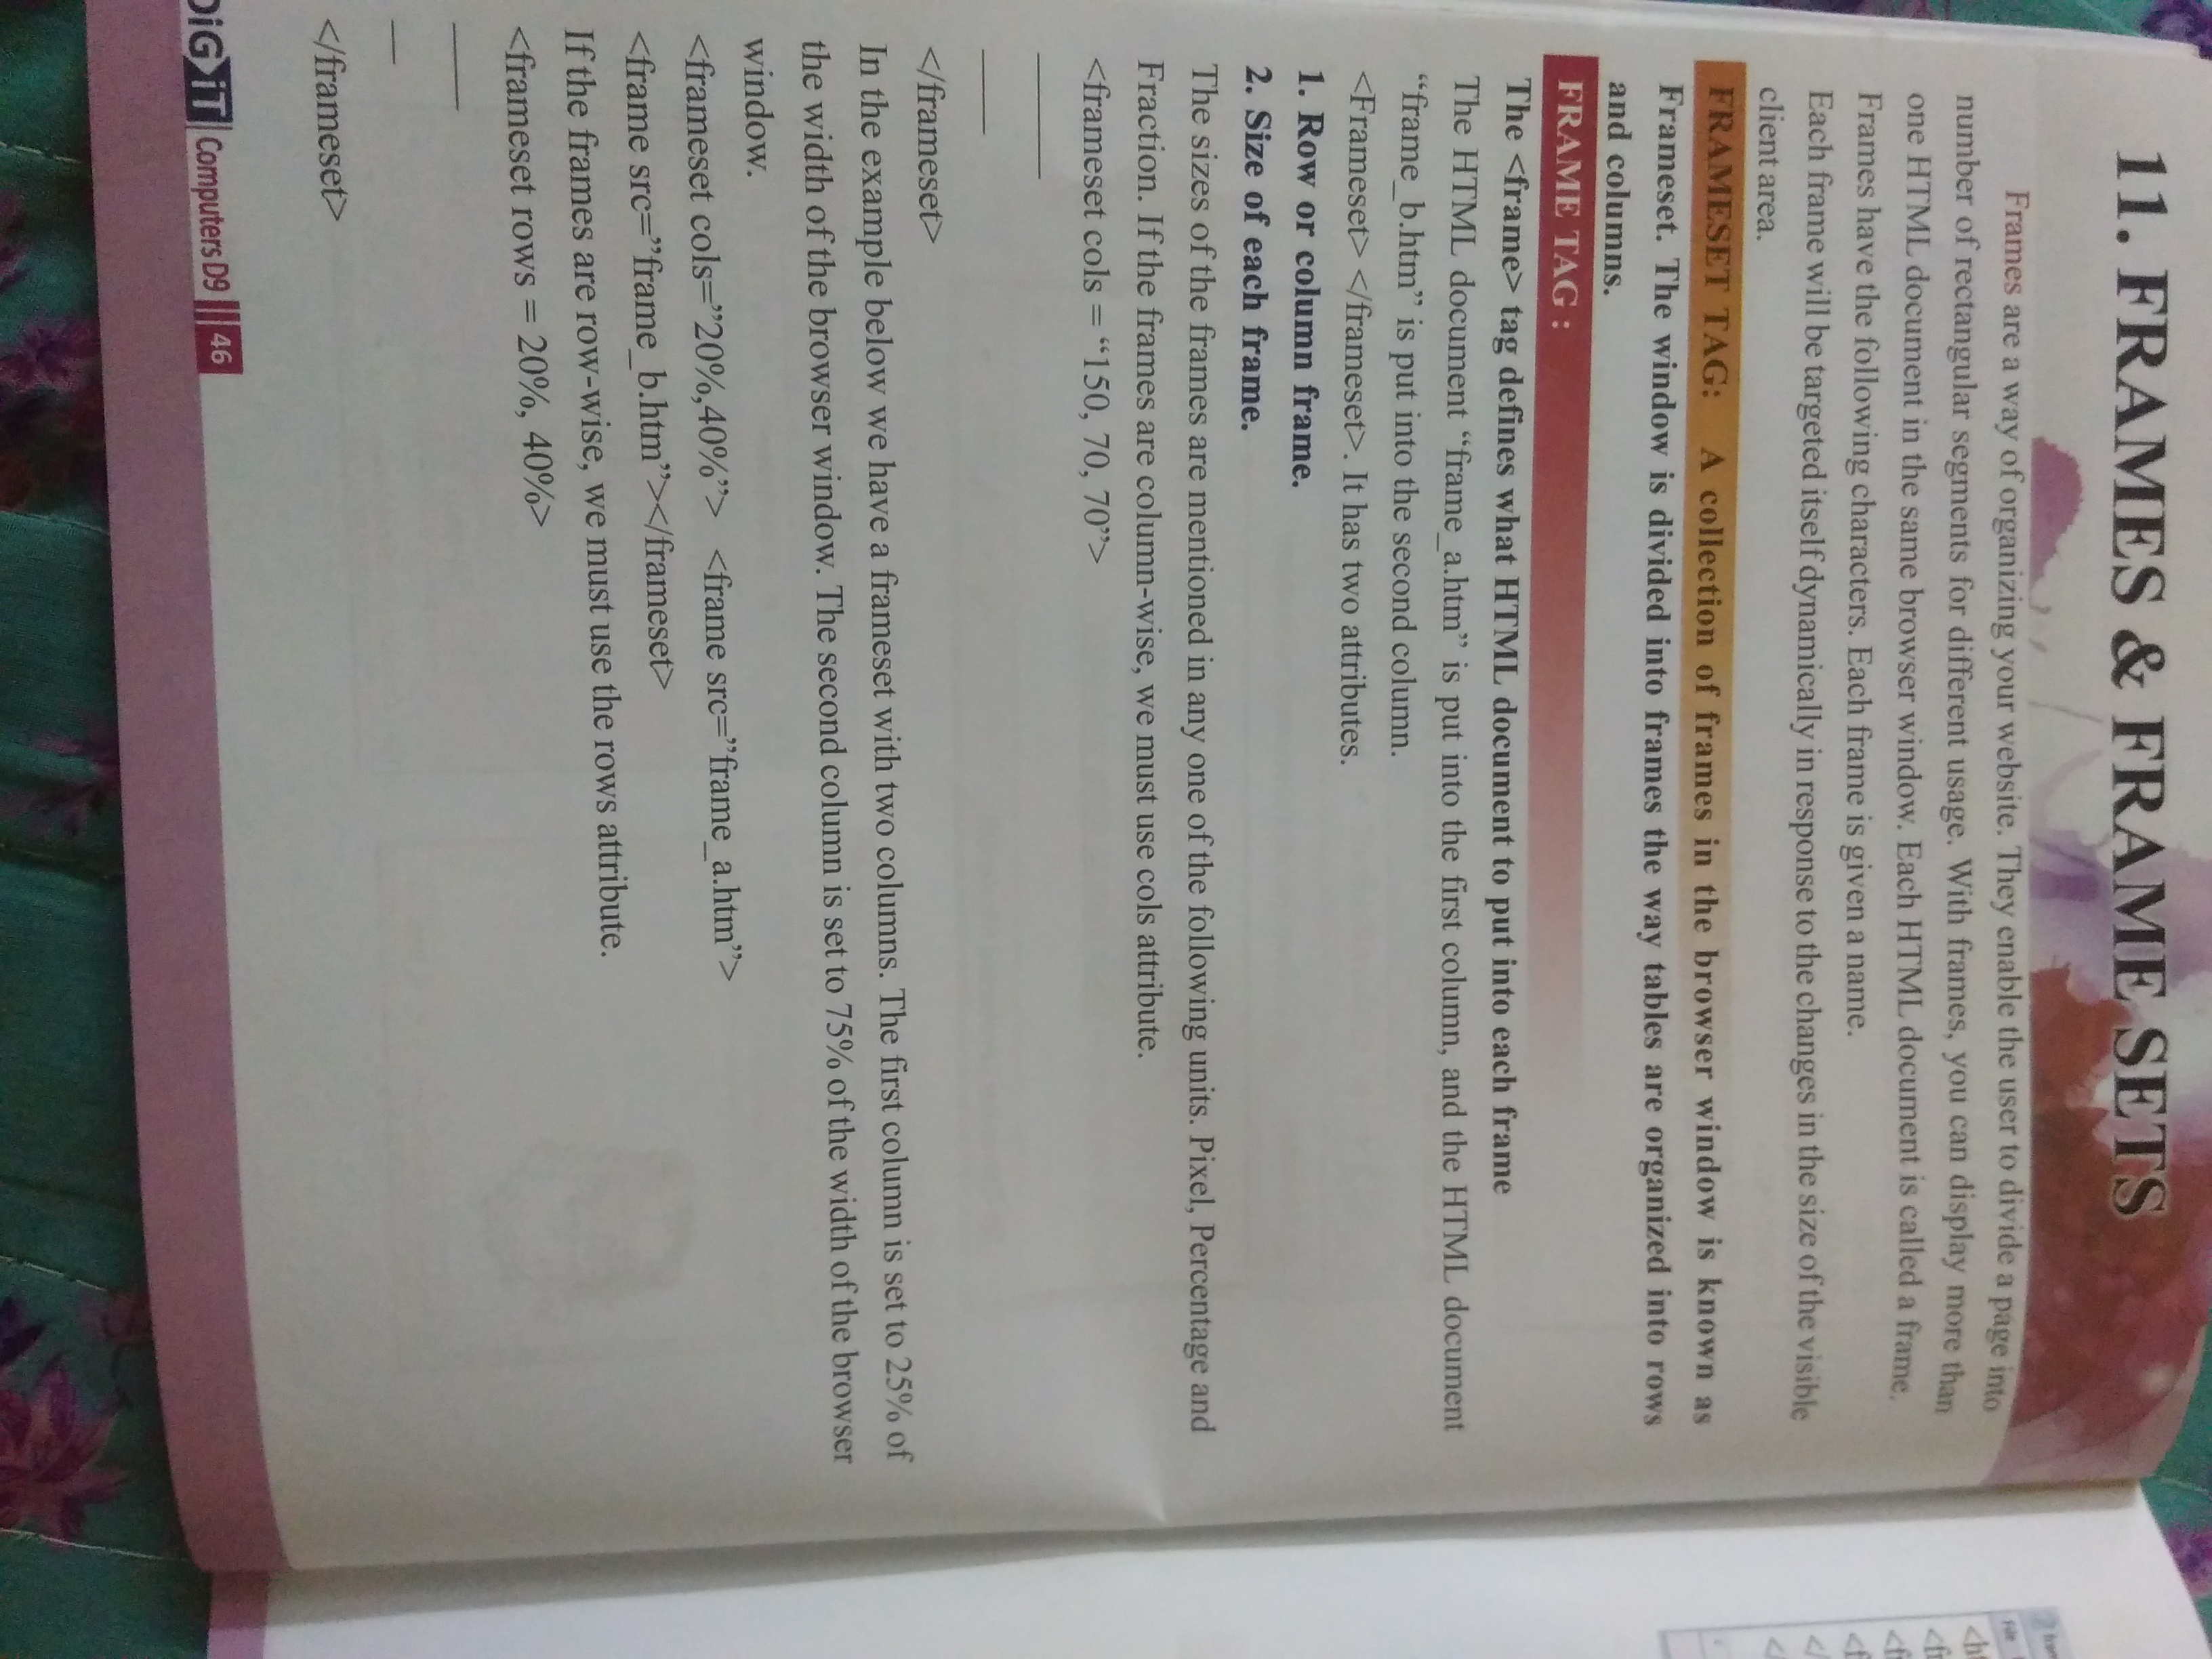 11. FRAMES & FRAME SETS
Frames are a way of organizing your website. They enable the user to divide a page into
number of rectangular segments for different usage. With frames, you can display more than
one HTML document in the same browser window. Each HTML document is called a frame.
Frames have the following characters. Each frame is given a name.
Each frame will be targeted itself dynamically in response to the changes in the size of the visible
client area.
FRAMESET TAG: A collection of frames in the browser window is known as
Frameset. The window is divided into frames the way tables are organized into rows
and columns.
FRAME TAG :
The <frame> tag defines what HTML document to put into each frame
The HTML document “frame_a.htm” is put into the first column, and the HTML document
“frame_b.htm” is put into the second column.
<Frameset> </frameset>. It has two attributes.
1. Row or column frame.
2. Size of each frame.
The sizes of the frames are mentioned in any one of the following units. Pixel, Percentage and
Fraction. If the frames are column-wise, we must use cols attribute.
<frameset cols = “150, 70, 70”>
</frameset>
In the example below we have a frameset with two columns. The first column is set to 25% of
the width of the browser window. The second column is set to 75% of the width of the browser
window.
<frameset cols=”20%,40%”> <frame src=”frame_a.htm”>
<frame src=”frame_b.htm”></frameset>
If the frames are row-wise, we must use the rows attribute.
<frameset rows = 20%, 40%>
</frameset>
DiGiT Computers D9 46